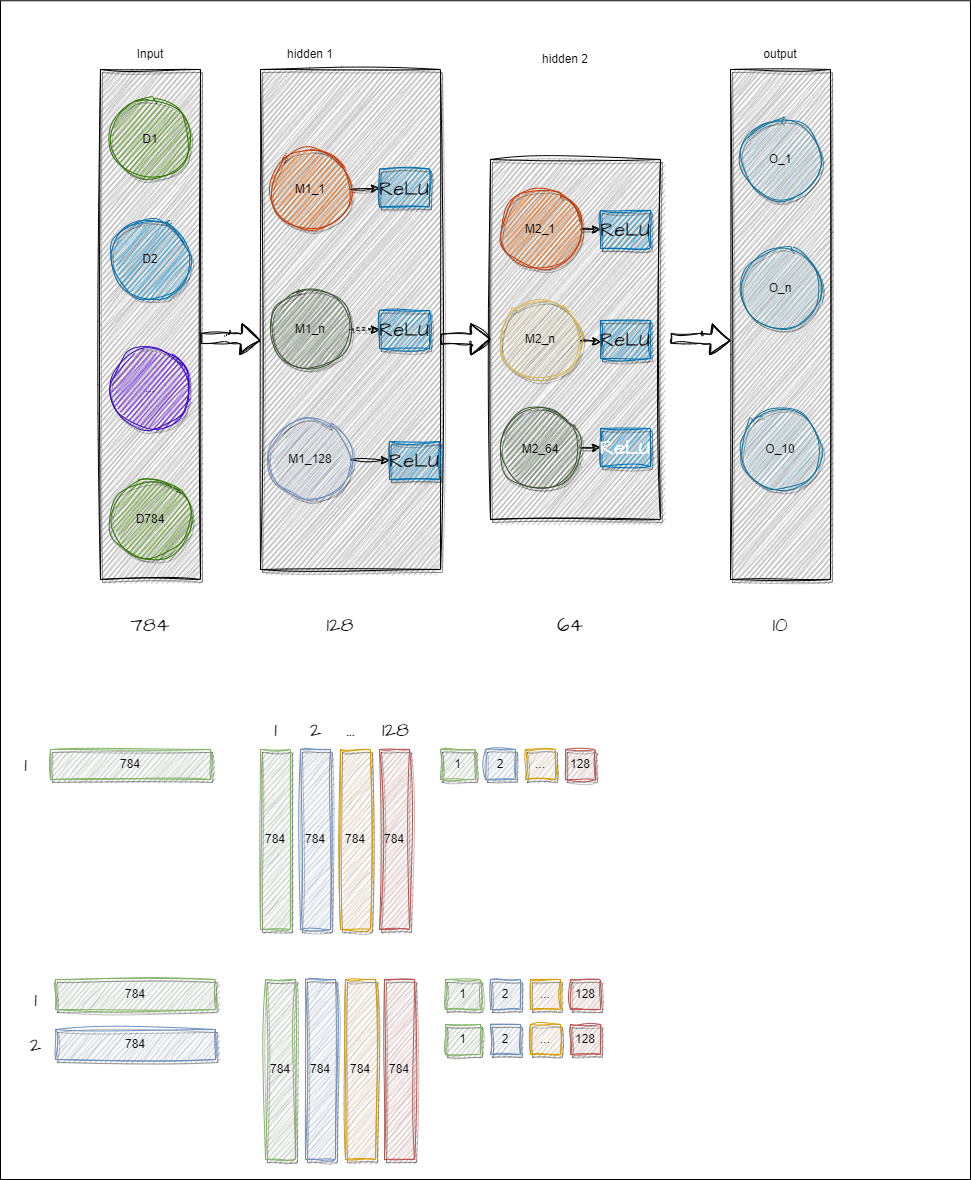 Input
hidden 1
hidden 2
output
D1
D2
...
D784
M1_1
ReLU
M1_n
ReLU
M1_128
ReLU
M2_1
ReLU
M2_n
ReLU
M2_64
ReLU
O_1
O_n
O_10
784 128 64 10
1 2 ... 128
1 784
784 784 784 784
1 2 ... 128
1 784
2 784
784 784 784 784
1 2 ... 128
1 2 ... 128